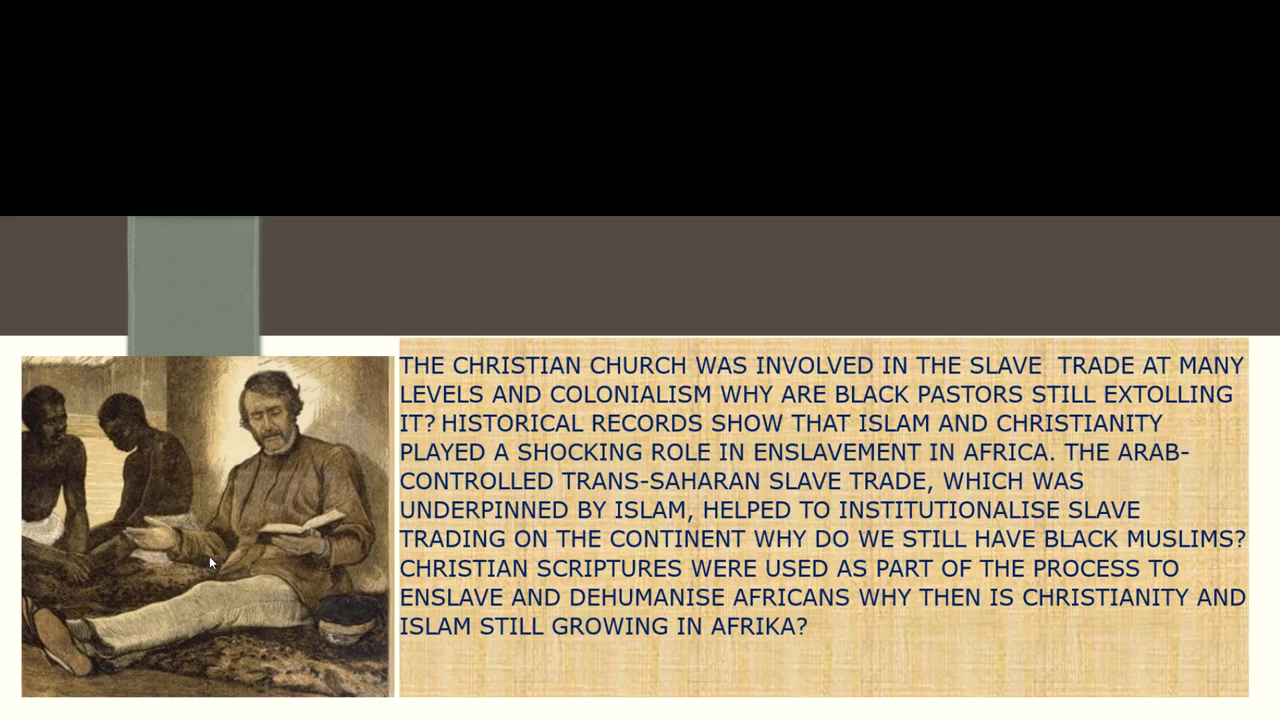 THE CHRISTIAN CHURCH WAS INVOLVED IN THE SLAVE  TRADE AT MANY
LEVELS AND COLONIALISM WHY ARE BLACK PASTORS STILL EXTOLLING
IT? HISTORICAL RECORDS SHOW THAT ISLAM AND CHRISTIANITY
PLAYED A SHOCKING ROLE IN ENSLAVEMENT IN AFRICA. THE ARAB-
CONTROLLED TRANS-SAHARAN SLAVE TRADE, WHICH WAS
UNDERPINNED BY ISLAM, HELPED TO INSTITUTIONALISE SLAVE
TRADING ON THE CONTINENT WHY DO WE STILL HAVE BLACK MUSLIMS?
CHRISTIAN SCRIPTURES WERE USED AS PART OF THE PROCESS TO
ENSLAVE AND DEHUMANISE AFRICANS WHY THEN IS CHRISTIANITY AND
ISLAM STILL GROWING IN AFRIKA?